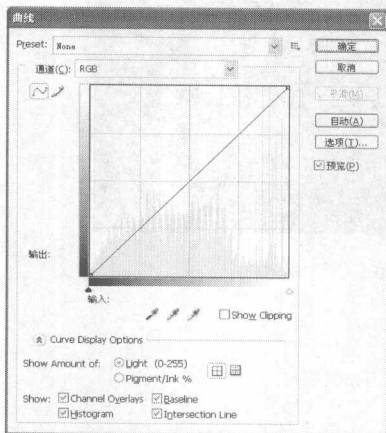 曲线
Preset: None
确定
通道(C): RGB
取消
平滑(M)
自动(A)
选项(T)...
预览(P)
输出:
输入:
Show Clipping
Curve Display Options
Show Amount of: Light (0-255)
Pigment/Ink %
Show: Channel Overlays Baseline
Histogram Intersection Line